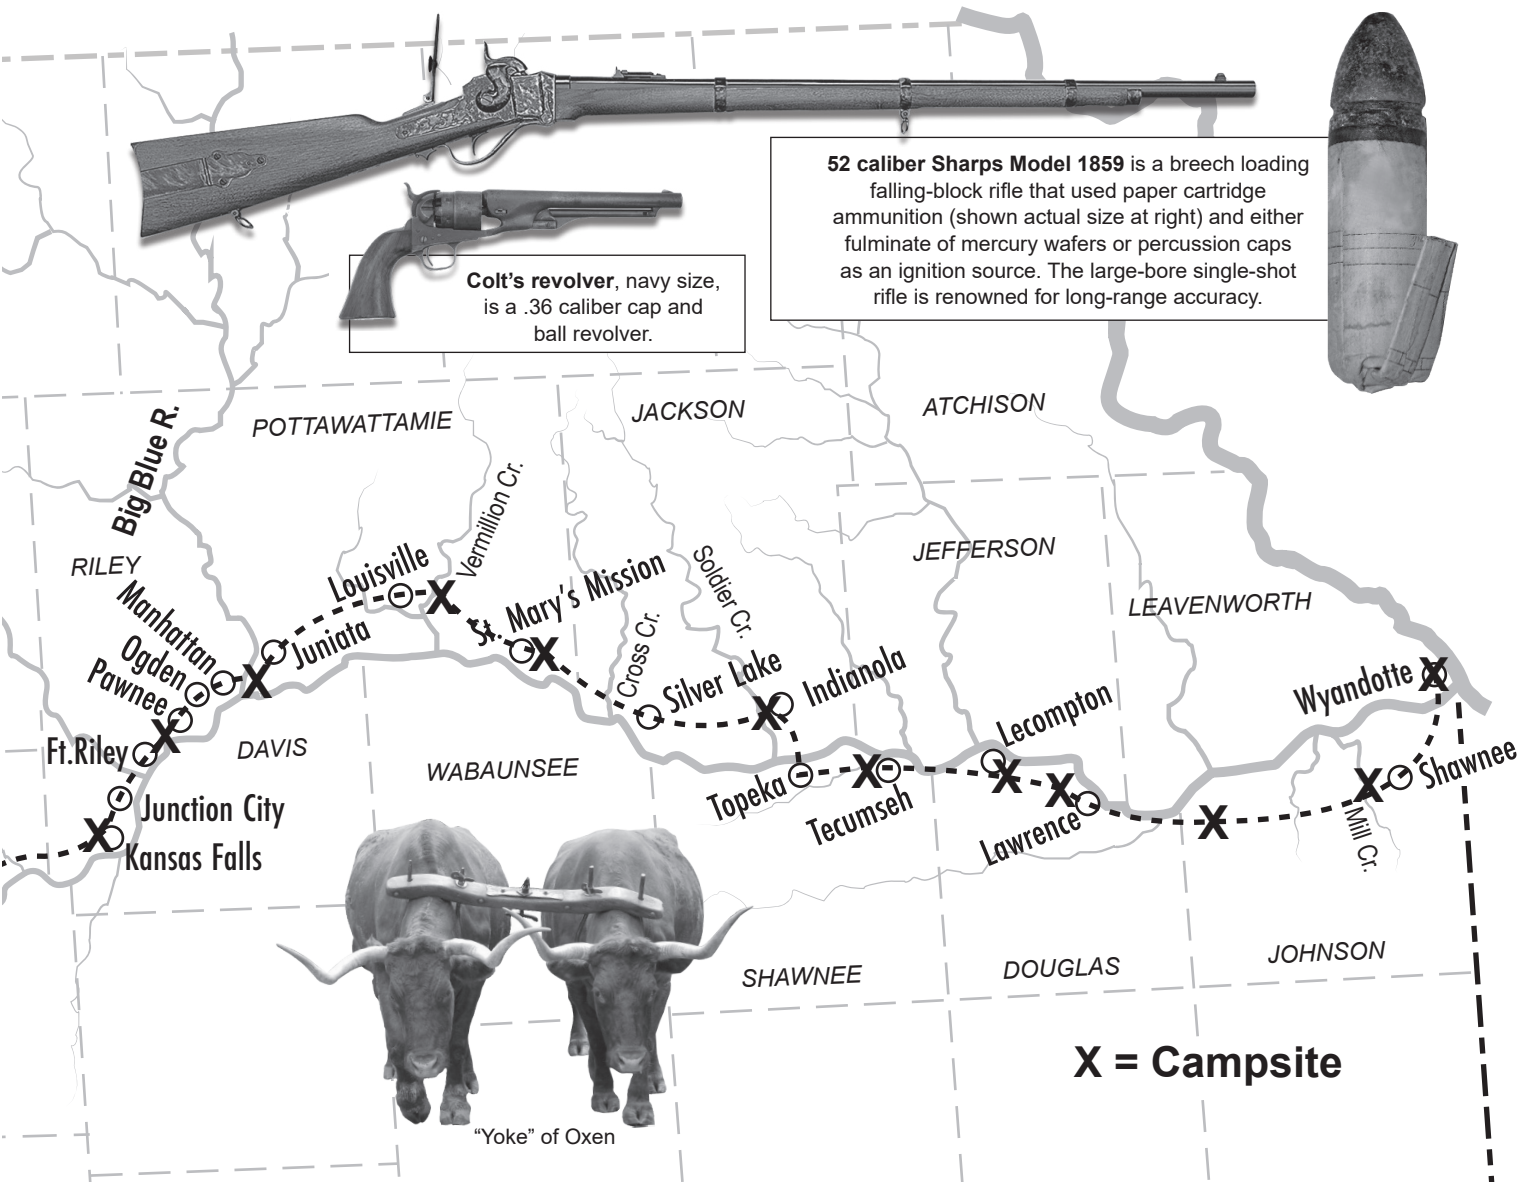 52 caliber Sharps Model 1859 is a breech loading
falling-block rifle that used paper cartridge
ammunition (shown actual size at right) and either
fulminate of mercury wafers or percussion caps
as an ignition source. The large-bore single-shot
rifle is renowned for long-range accuracy.
Colt's revolver, navy size,
is a .36 caliber cap and
ball revolver.
POTTAWATTAMIE
JACKSON
ATCHISON
Big Blue R.
Vermillion Cr.
RILEY
JEFFERSON
LEAVENWORTH
Louisville
X
St. Mary's Mission
Soldier Cr.
Cross Cr.
Manhattan
Ogden
Pawnee
Ft.Riley
X
X
Juniata
X
Silver Lake
X
Indianola
Wyandotte
X
DAVIS
WABAUNSEE
Lecompton
Topeka
X
Tecumseh
X
X
Lawrence
X
X
Shawnee
Mill Cr.
Junction City
X
Kansas Falls
SHAWNEE
DOUGLAS
JOHNSON
X = Campsite
“Yoke” of Oxen